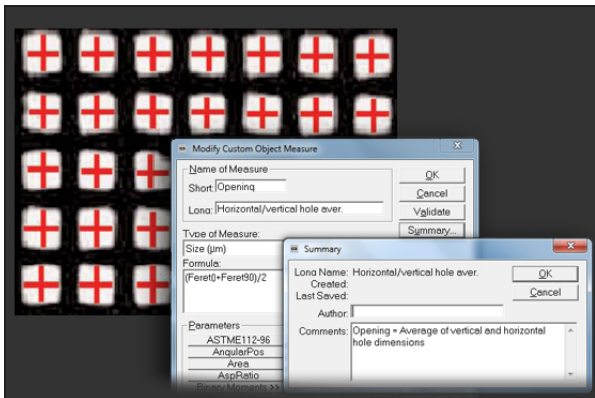 Modify Custom Object Measure
Name of Measure
Short: Opening
Long: Horizontal/vertical hole aver.
OK
Cancel
Validate
Summary...
Type of Measure:
Size (µm)
Formula:
(Feret0+Feret90)/2
Parameters
ASTME112-96
AngularPos
Area
AspRatio
Binary Moments >>
Summary
Long Name: Horizontal/vertical hole aver.
Created:
Last Saved:
Author:
Comments: Opening = Average of vertical and horizontal
hole dimensions
OK
Cancel